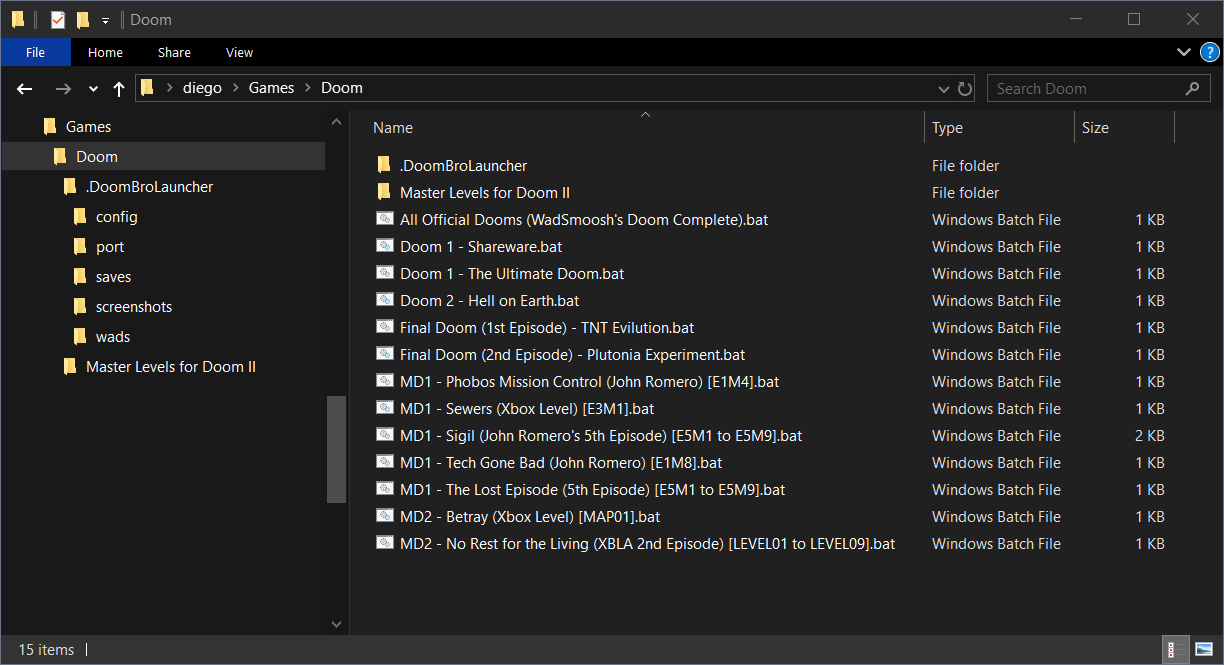 Doom
File Home Share View
?
diego Games Doom
Search Doom
Games
Doom
.DoomBroLauncher
config
port
saves
screenshots
wads
Master Levels for Doom II
Name Type Size
.DoomBroLauncher File folder
Master Levels for Doom II File folder
All Official Dooms (WadSmoosh's Doom Complete).bat Windows Batch File 1 KB
Doom 1 - Shareware.bat Windows Batch File 1 KB
Doom 1 - The Ultimate Doom.bat Windows Batch File 1 KB
Doom 2 - Hell on Earth.bat Windows Batch File 1 KB
Final Doom (1st Episode) - TNT Evilution.bat Windows Batch File 1 KB
Final Doom (2nd Episode) - Plutonia Experiment.bat Windows Batch File 1 KB
MD1 - Phobos Mission Control (John Romero) [E1M4].bat Windows Batch File 1 KB
MD1 - Sewers (Xbox Level) [E3M1].bat Windows Batch File 1 KB
MD1 - Sigil (John Romero's 5th Episode) [E5M1 to E5M9].bat Windows Batch File 2 KB
MD1 - Tech Gone Bad (John Romero) [E1M8].bat Windows Batch File 1 KB
MD1 - The Lost Episode (5th Episode) [E5M1 to E5M9].bat Windows Batch File 1 KB
MD2 - Betray (Xbox Level) [MAP01].bat Windows Batch File 1 KB
MD2 - No Rest for the Living (XBLA 2nd Episode) [LEVEL01 to LEVEL09].bat Windows Batch File 1 KB
15 items